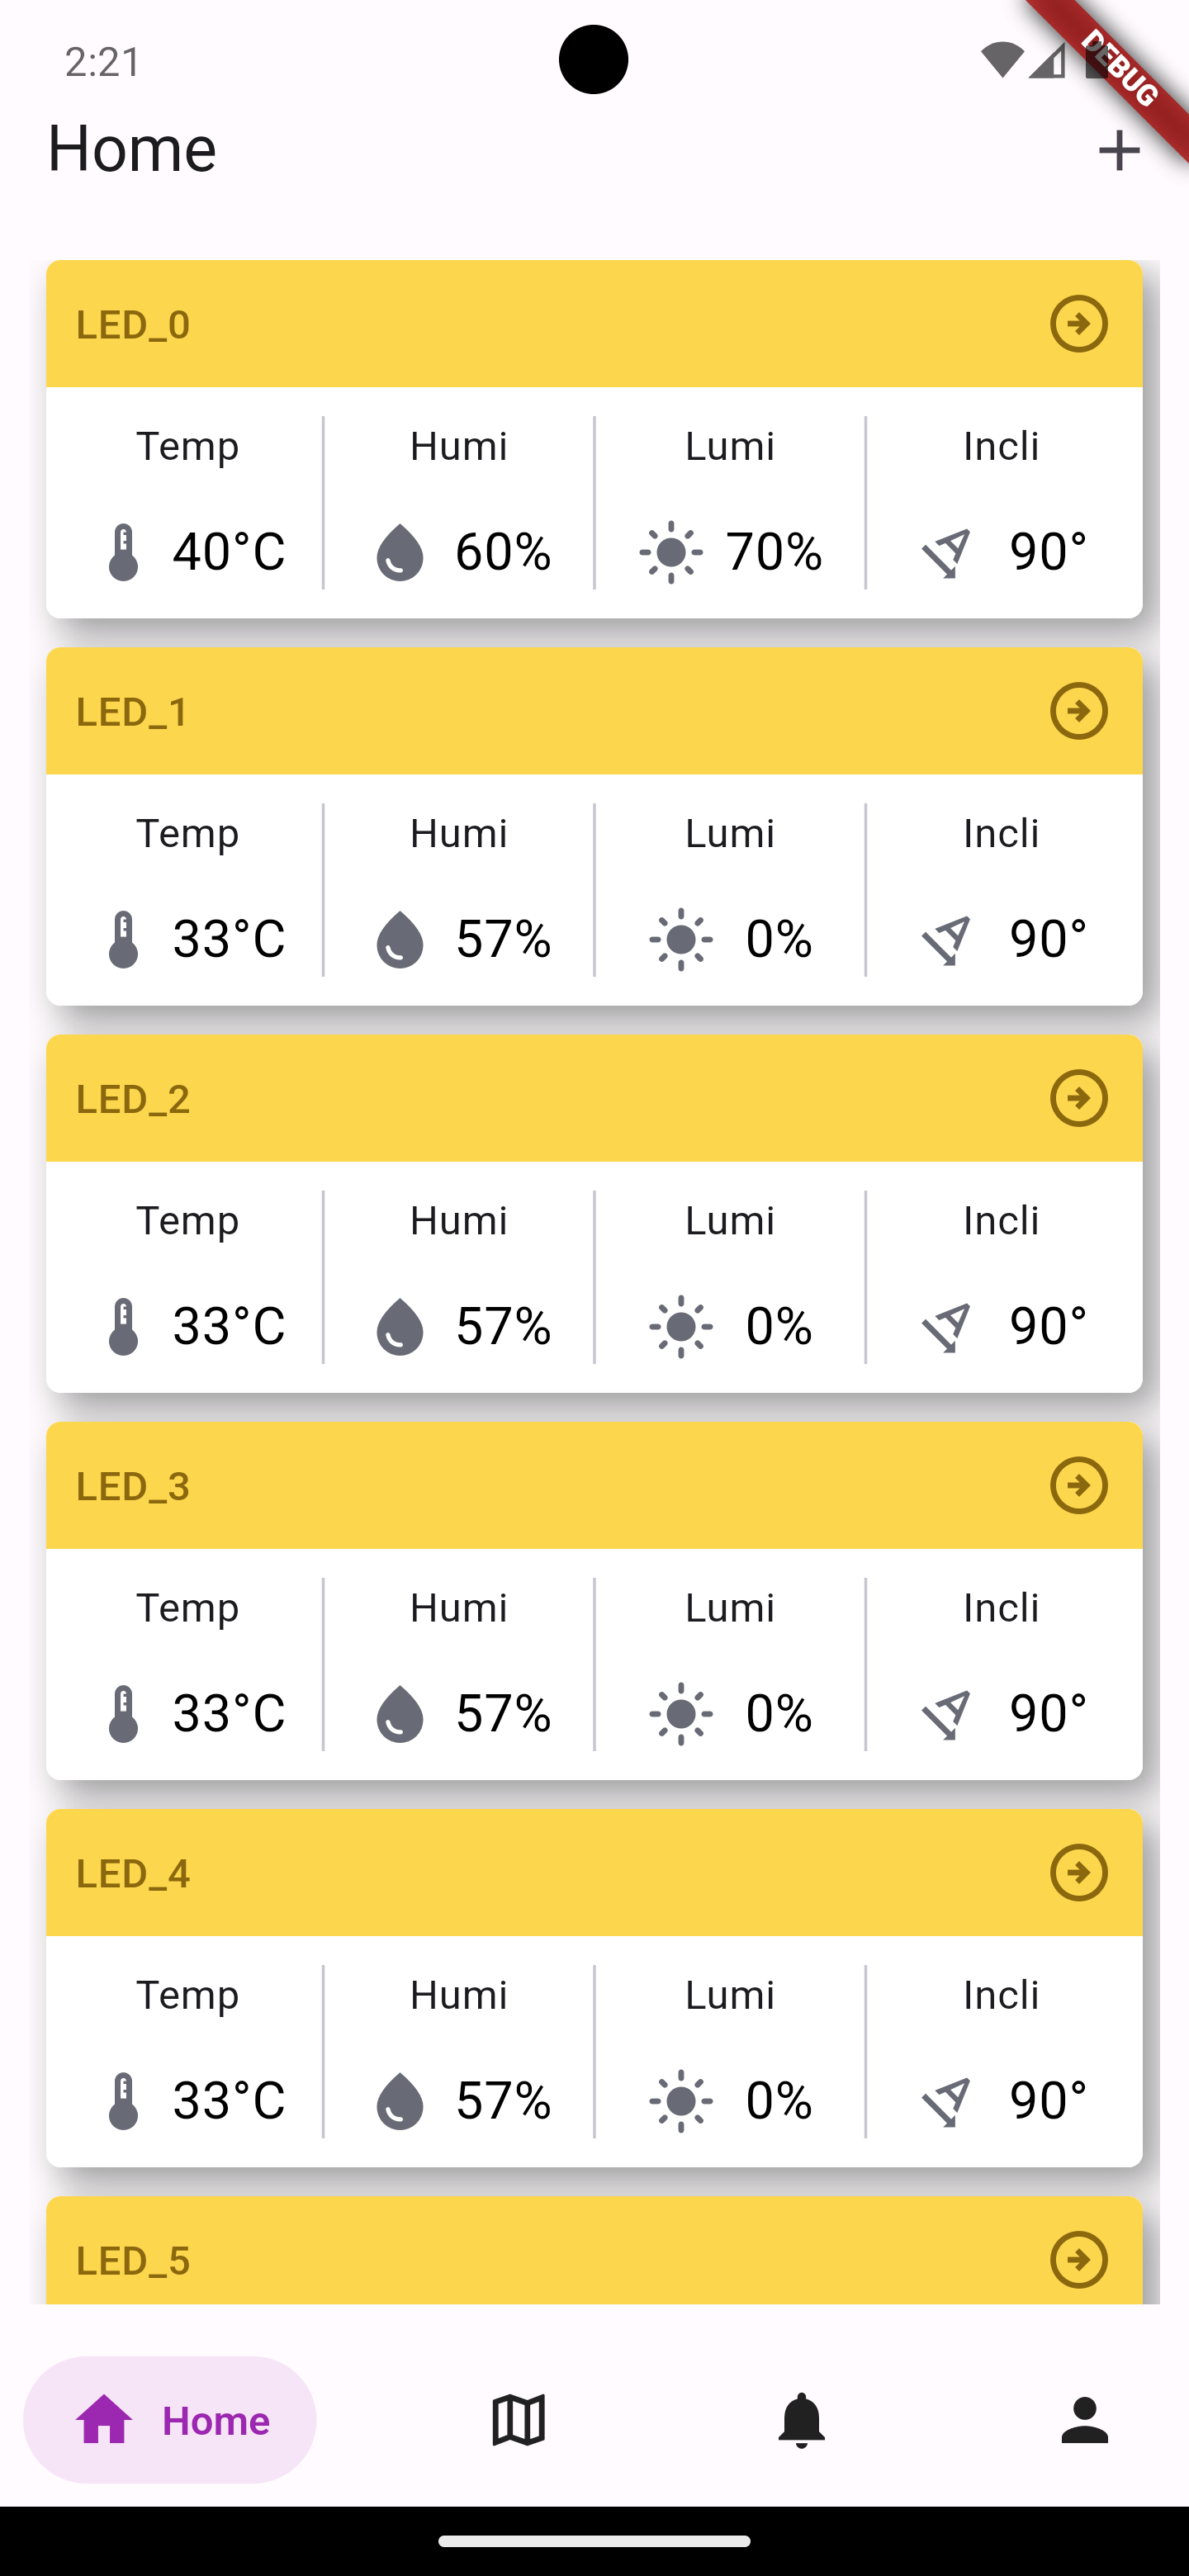 2:21
DEBUG
Home
LED_0
Temp Humi Lumi Incli
40°C 60% 70% 90°
LED_1
Temp Humi Lumi Incli
33°C 57% 0% 90°
LED_2
Temp Humi Lumi Incli
33°C 57% 0% 90°
LED_3
Temp Humi Lumi Incli
33°C 57% 0% 90°
LED_4
Temp Humi Lumi Incli
33°C 57% 0% 90°
LED_5
Home